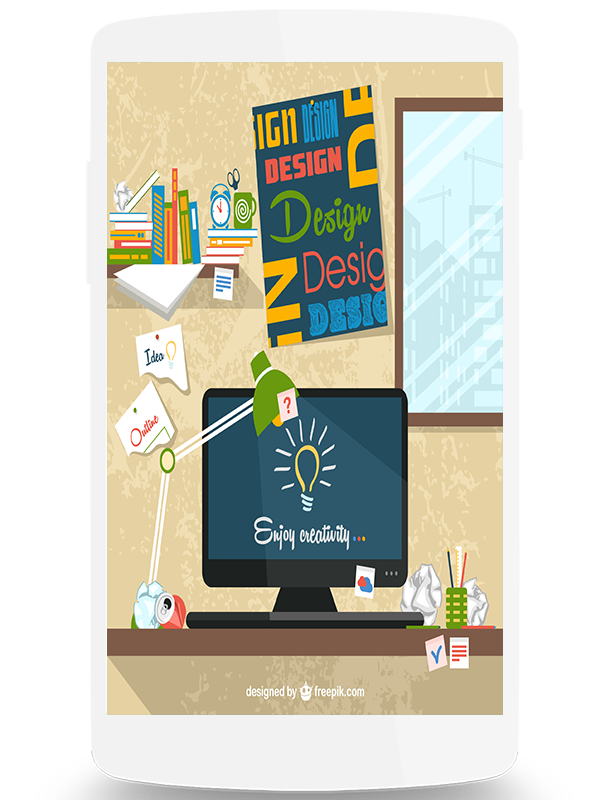 IGN DESIGN
DE
DESIGN
Design
IN
Desig
DESIG
Idea
Outline
?
Enjoy creativity...
designed by freepik.com